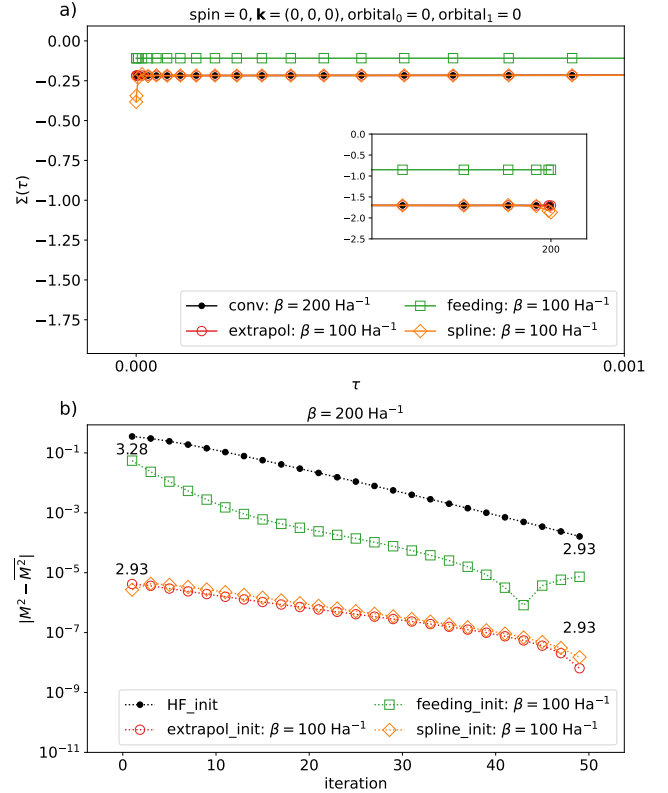 a)
spin = 0, k = (0, 0, 0), orbital₀ = 0, orbital₁ = 0
0.00
−0.25
−0.50
−0.75
−1.00
−1.25
−1.50
−1.75
Σ(τ)
0.0
−0.5
−1.0
−1.5
−2.0
−2.5
200
conv: β = 200 Ha⁻¹
extrapol: β = 100 Ha⁻¹
feeding: β = 100 Ha⁻¹
spline: β = 100 Ha⁻¹
0.000
0.001
τ
b)
β = 200 Ha⁻¹
10⁻¹
10⁻³
10⁻⁵
10⁻⁷
10⁻⁹
10⁻¹¹
|M² − M̅²̅|
3.28
2.93
2.93
2.93
HF_init
extrapol_init: β = 100 Ha⁻¹
feeding_init: β = 100 Ha⁻¹
spline_init: β = 100 Ha⁻¹
0
10
20
30
40
50
iteration